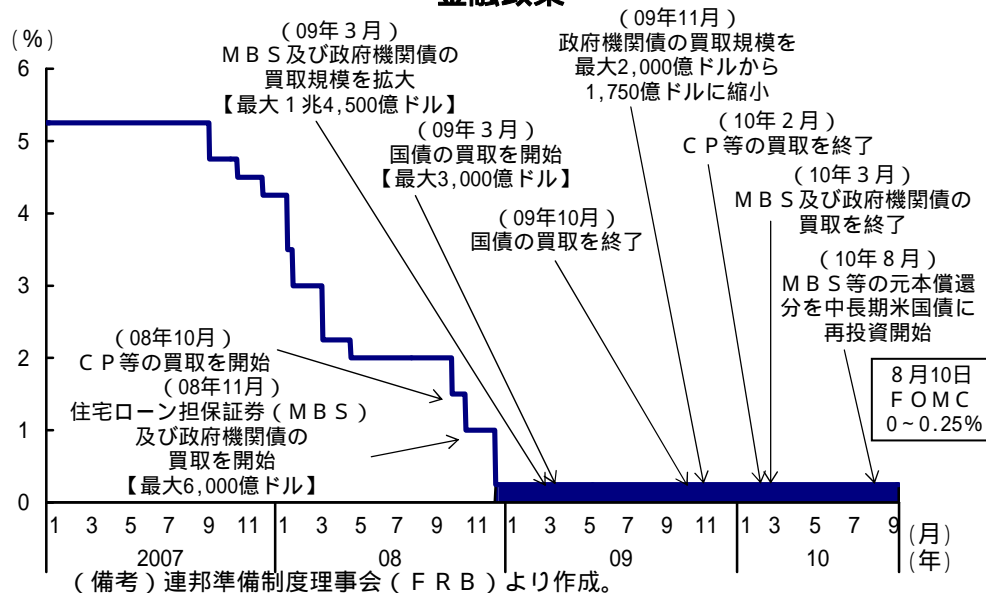 金融政策
(%)
6
5
4
3
2
1
0
（09年３月）
ＭＢＳ及び政府機関債の
買取規模を拡大
【最大１兆4,500億ドル】
（09年３月）
国債の買取を開始
【最大3,000億ドル】
（09年10月）
国債の買取を終了
（09年11月）
政府機関債の買取規模を
最大2,000億ドルから
1,750億ドルに縮小
（10年２月）
ＣＰ等の買取を終了
（10年３月）
ＭＢＳ及び政府機関債の
買取を終了
（10年８月）
ＭＢＳ等の元本償還
分を中長期米国債に
再投資開始
８月10日
ＦＯＭＣ
0～0.25%
（08年10月）
ＣＰ等の買取を開始
（08年11月）
住宅ローン担保証券（ＭＢＳ）
及び政府機関債の
買取を開始
【最大6,000億ドル】
1 3 5 7 9 11 1 3 5 7 9 11 1 3 5 7 9 11 1 3 5 7 9 (月)
2007 08 09 10 (年)
（備考）連邦準備制度理事会（ＦＲＢ）より作成。